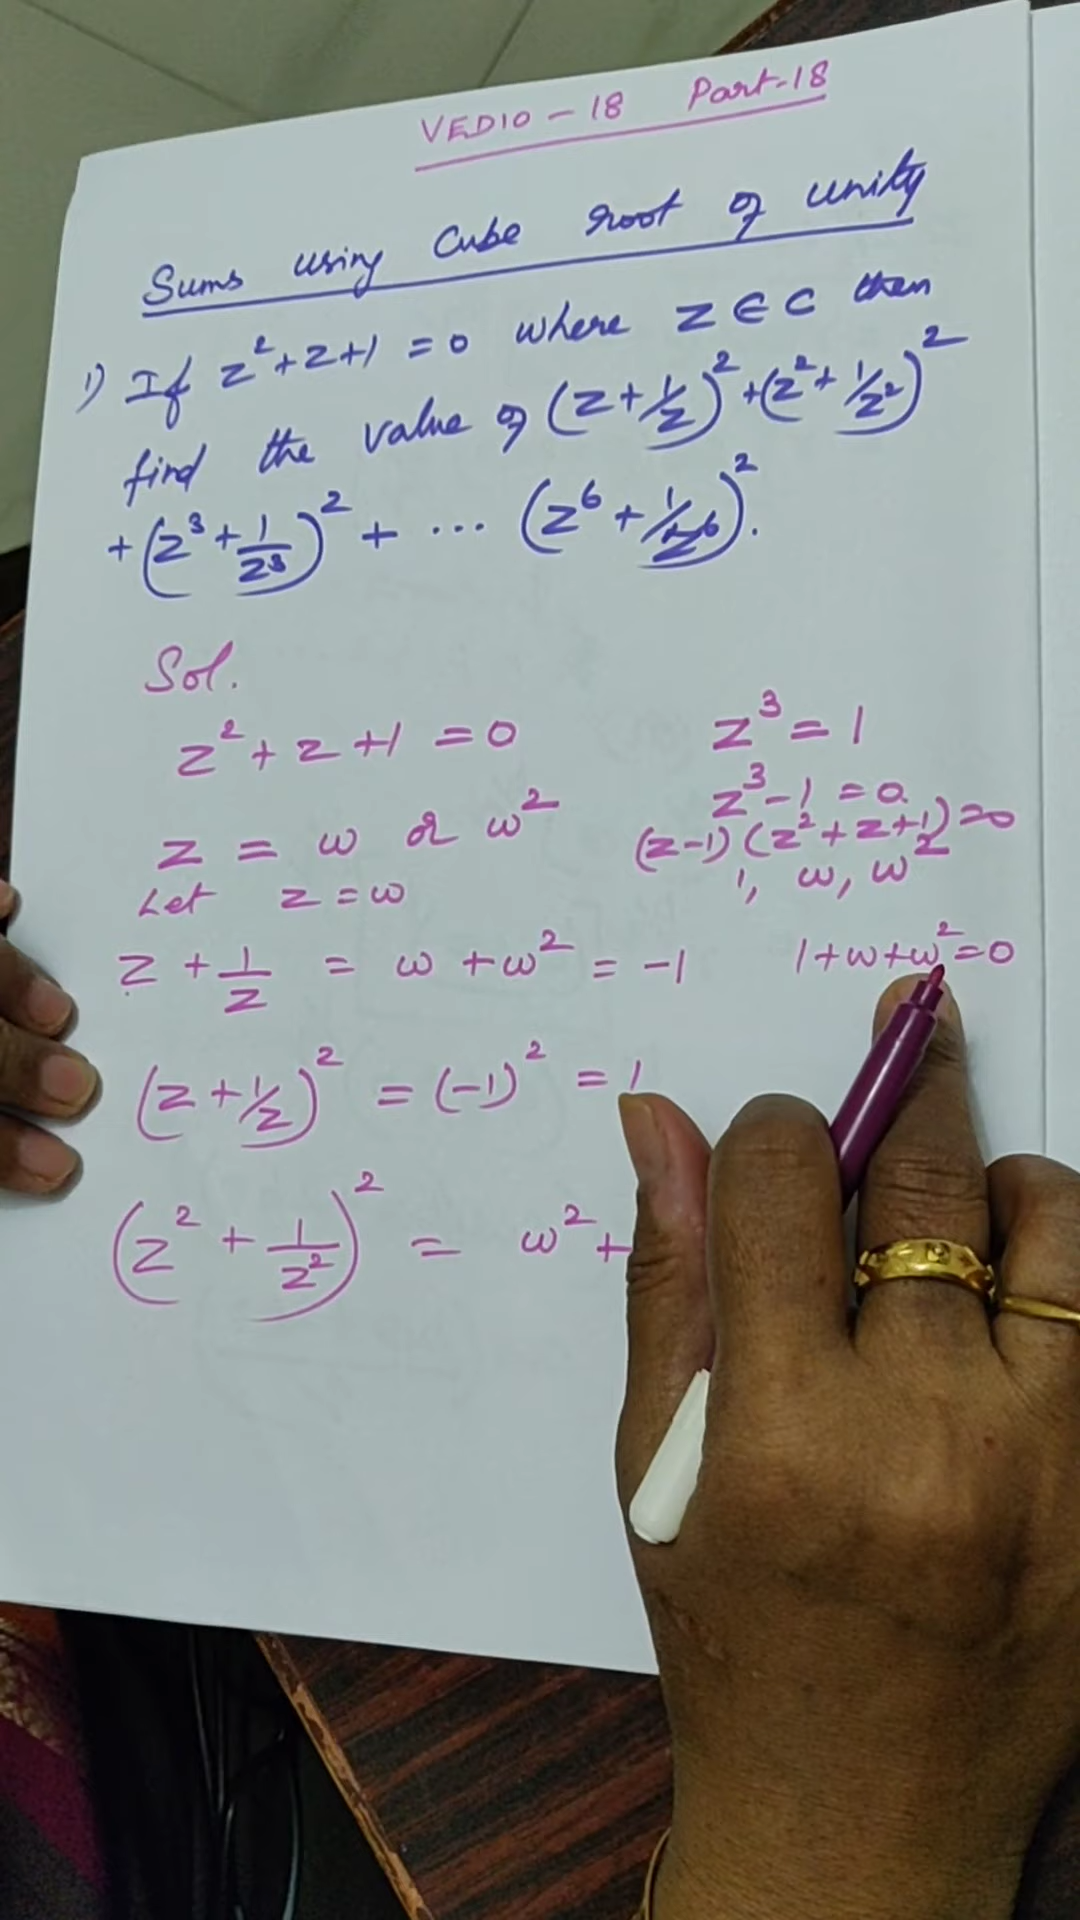 VEDIO - 18 Part-18
Sums using Cube root of unity
1) If z² + z + 1 = 0 where z ∈ C then
find the value of (z + 1/z)² + (z² + 1/z²)²
+ (z³ + 1/z³)² + ... (z⁶ + 1/z⁶)².
Sol.
z² + z + 1 = 0
z = ω or ω²
Let z = ω
z + 1/z = ω + ω² = -1
(z + 1/z)² = (-1)² = 1
(z² + 1/z²)² = ω² +
z³ = 1
z³ - 1 = 0
(z-1) (z² + z + 1) = 0
1, ω, ω²
1 + ω + ω² = 0